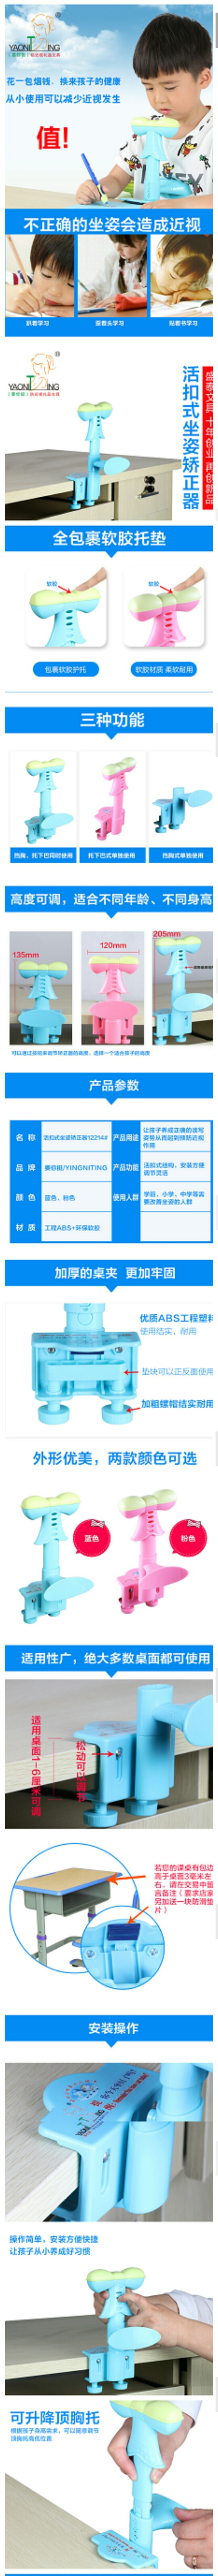 YAONITING
花一包烟钱、换来孩子的健康
从小使用可以减少近视发生
值!
不正确的坐姿会造成近视
趴着学习
歪着头学习
贴着书学习
YAONITING
活扣式坐姿矫正器
盛泰文具 十年创业 再创新品
全包裹软胶托垫
软胶
软胶
包裹软胶护托
软胶材质 柔软耐用
三种功能
挡胸、托下巴同时使用
托下巴式单独使用
挡胸式单独使用
高度可调，适合不同年龄、不同身高
135mm
120mm
205mm
可以通过按钮来调节矫正器的高度，选择一个适合孩子的高度
产品参数
名 称
活扣式坐姿矫正器12214#
产品用途
让孩子养成正确的读写
姿势从而起到预防近视
作用
品 牌
要你挺/YINGNITING
产品功能
活扣式结构，安装方便
调节灵活
颜 色
蓝色、粉色
使用人群
学前、小学、中学等需
要改善坐姿的人群
材 质
工程ABS+环保软胶
加厚的桌夹 更加牢固
优质ABS工程塑料
使用结实、耐用
垫块可以正反面使用
加粗螺帽结实耐用
外形优美，两款颜色可选
蓝色
粉色
适用性广，绝大多数桌面都可使用
适用桌面1-6厘米可调
松动可以调节
若您的课桌有包边
高于桌面3毫米左
右，请在交易中留
言备注（要求店家
另加送一块防滑垫
片）
安装操作
操作简单，安装方便快捷
让孩子从小养成好习惯
可升降顶胸托
根据孩子身高需求，可以随意调节
顶胸托高低位置